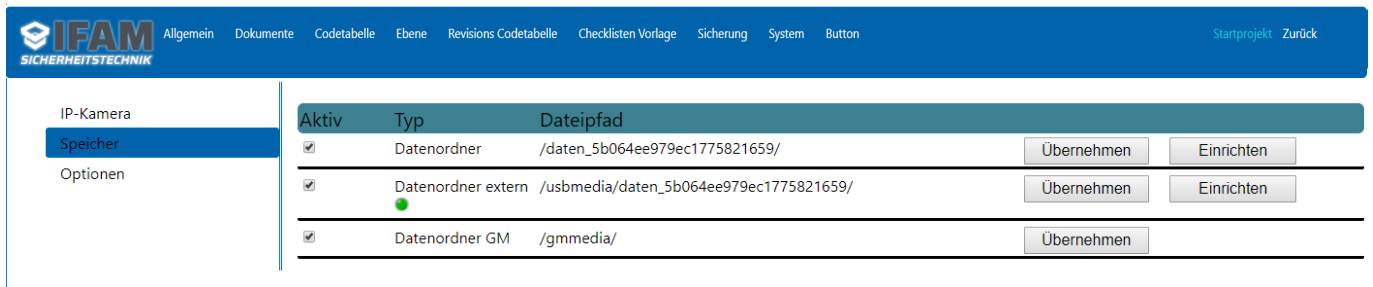 IFAM
SICHERHEITSTECHNIK
Allgemein Dokumente Codetabelle Ebene Revisions Codetabelle Checklisten Vorlage Sicherung System Button Startprojekt Zurück
IP-Kamera
Speicher
Optionen
Aktiv Typ Dateipfad
Datenordner /daten_5b064ee979ec1775821659/ Übernehmen Einrichten
Datenordner extern /usbmedia/daten_5b064ee979ec1775821659/ Übernehmen Einrichten
Datenordner GM /gmmedia/ Übernehmen